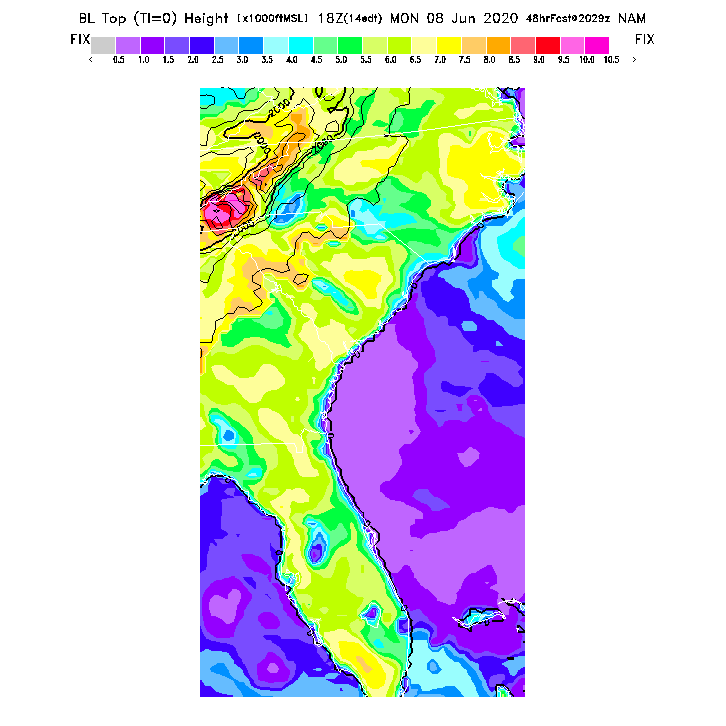 BL Top (TI=0) Height [x1000ftMSL] 18Z(14edt) MON 08 Jun 2020 48hrFcst@2029z NAM
FIX FIX
< 0.5 1.0 1.5 2.0 2.5 3.0 3.5 4.0 4.5 5.0 5.5 6.0 6.5 7.0 7.5 8.0 8.5 9.0 9.5 10.0 10.5 >
2000
2000